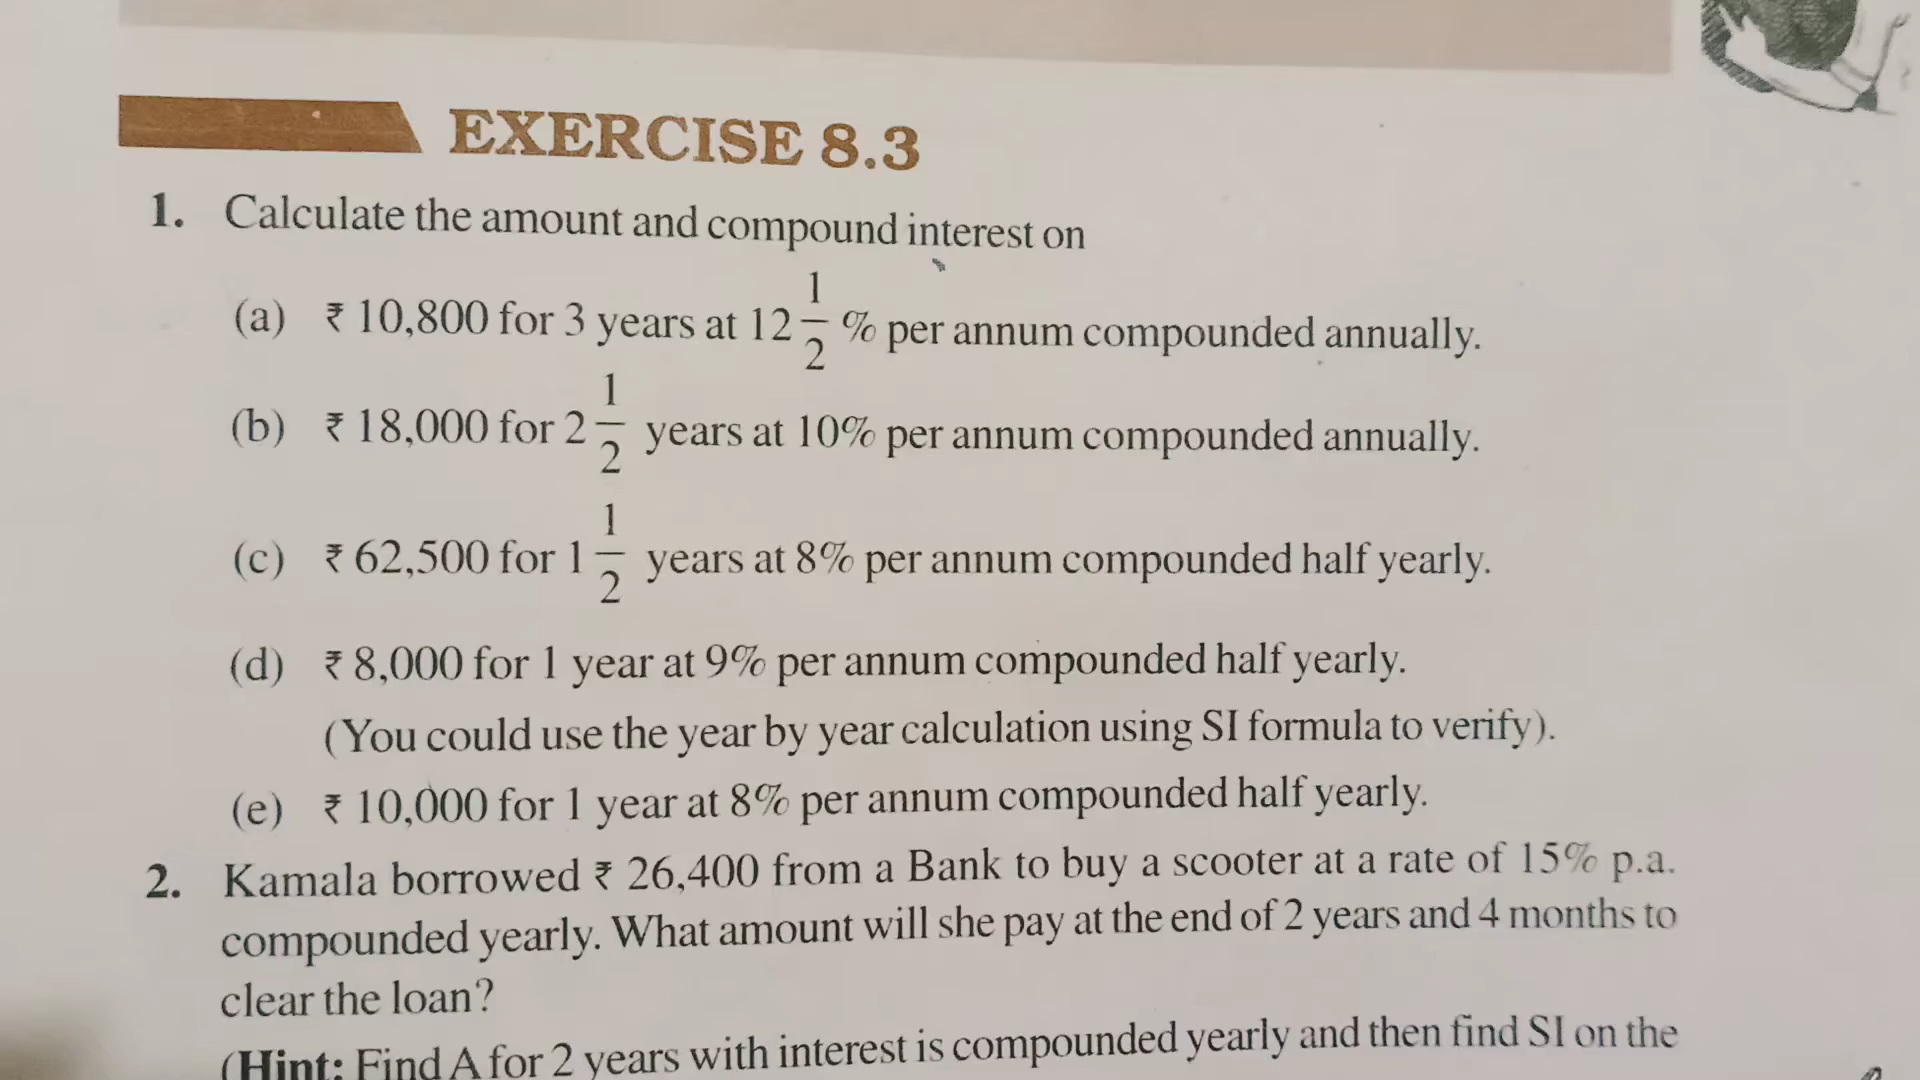 EXERCISE 8.3
1. Calculate the amount and compound interest on
(a) ₹ 10,800 for 3 years at 12 1/2 % per annum compounded annually.
(b) ₹ 18,000 for 2 1/2 years at 10% per annum compounded annually.
(c) ₹ 62,500 for 1 1/2 years at 8% per annum compounded half yearly.
(d) ₹ 8,000 for 1 year at 9% per annum compounded half yearly.
(You could use the year by year calculation using SI formula to verify).
(e) ₹ 10,000 for 1 year at 8% per annum compounded half yearly.
2. Kamala borrowed ₹ 26,400 from a Bank to buy a scooter at a rate of 15% p.a.
compounded yearly. What amount will she pay at the end of 2 years and 4 months to
clear the loan?
(Hint: Find A for 2 years with interest is compounded yearly and then find SI on the